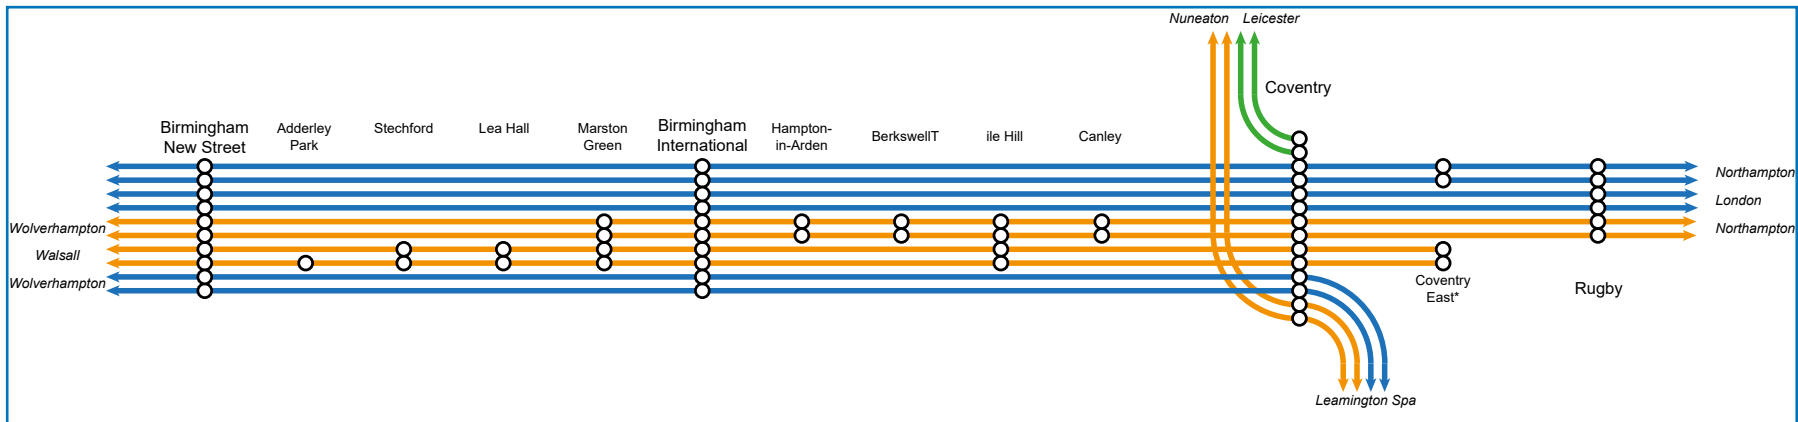 Nuneaton Leicester
Coventry
Birmingham
New Street
Adderley
Park
Stechford
Lea Hall
Marston
Green
Birmingham
International
Hampton-
in-Arden
BerkswellT
ile Hill
Canley
Northampton
London
Northampton
Wolverhampton
Walsall
Wolverhampton
Coventry
East*
Rugby
Leamington Spa